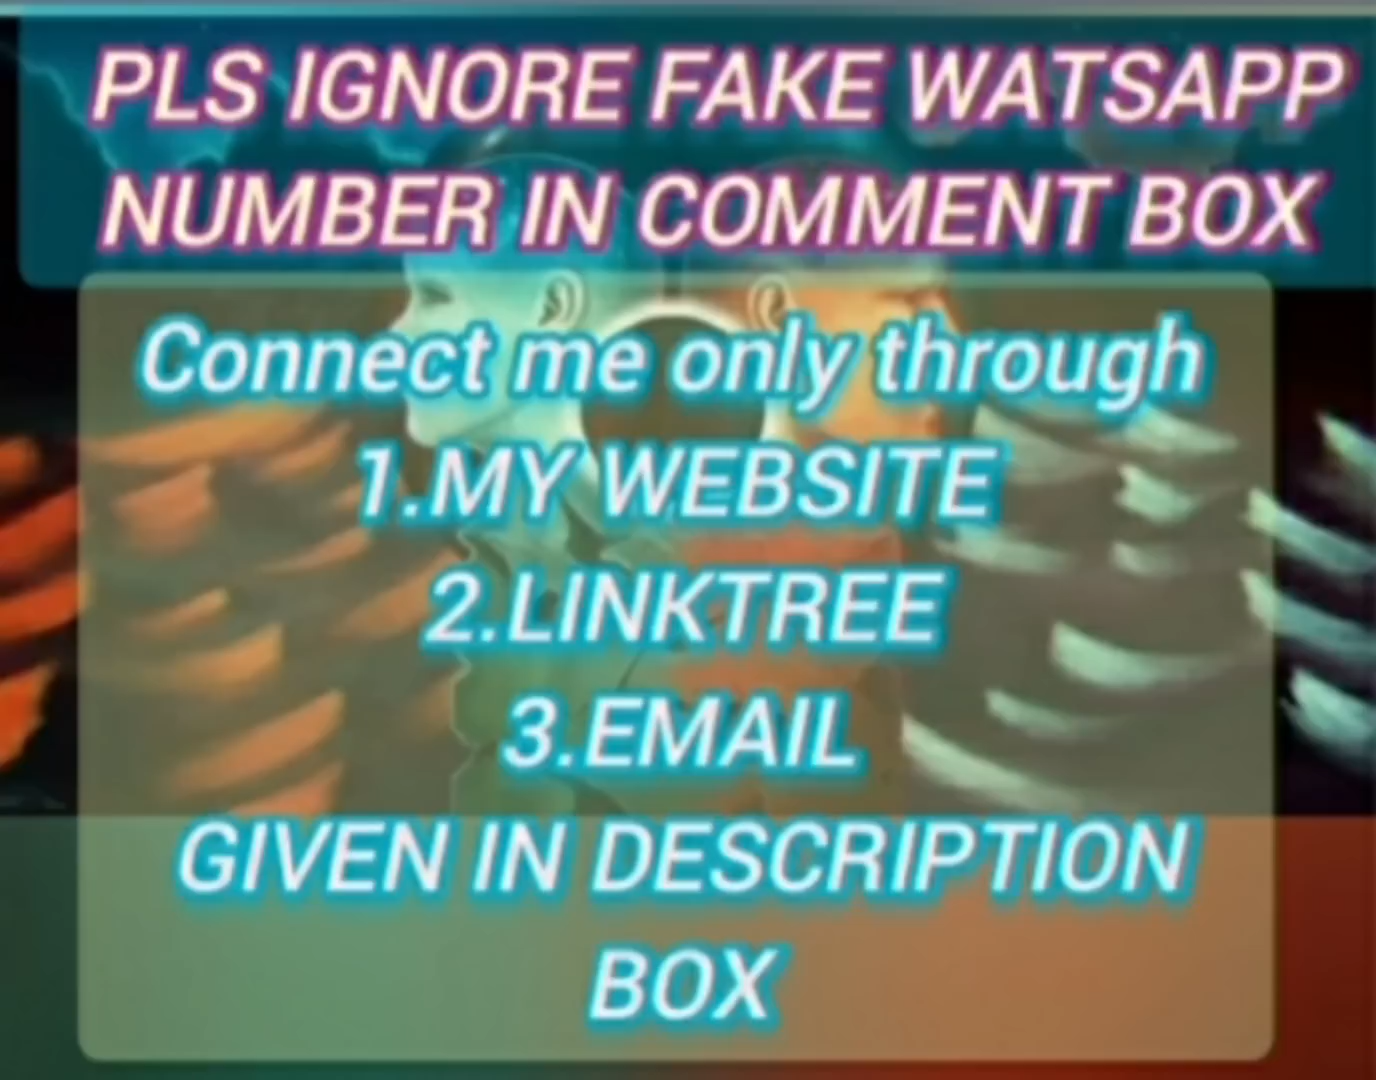 PLS IGNORE FAKE WATSAPP
NUMBER IN COMMENT BOX
Connect me only through
1.MY WEBSITE
2.LINKTREE
3.EMAIL
GIVEN IN DESCRIPTION
BOX